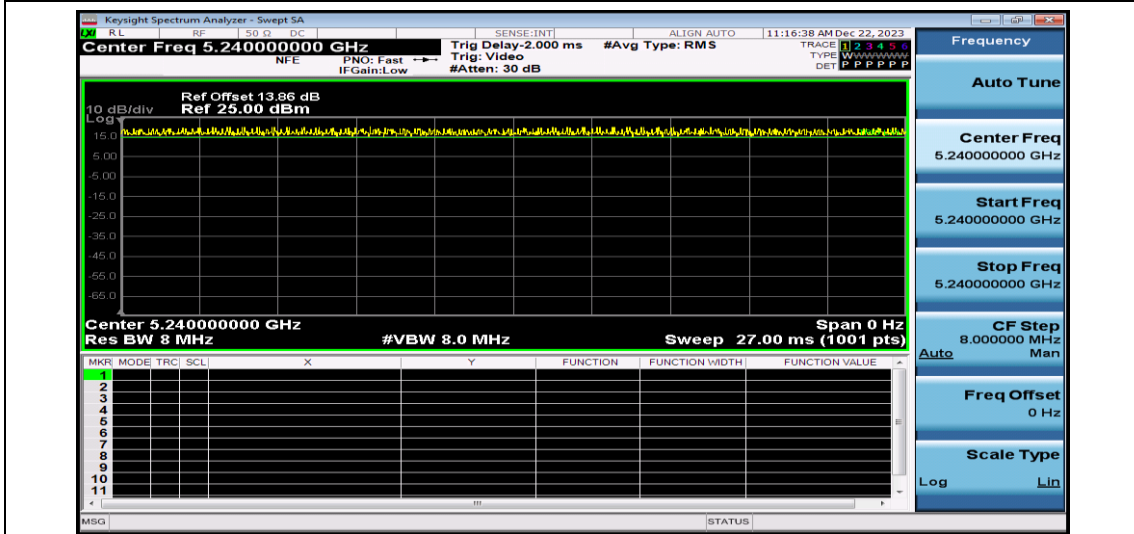 Keysight Spectrum Analyzer - Swept SA
LXI RL RF 50 Ω DC SENSE:INT ALIGN AUTO 11:16:38 AM Dec 22, 2023
Center Freq 5.240000000 GHz Trig Delay-2.000 ms #Avg Type: RMS TRACE 1 2 3 4 5 6
NFE PNO: Fast Trig: Video TYPE WWWWWW
IFGain:Low #Atten: 30 dB DET P P P P P P
Ref Offset 13.86 dB
10 dB/div Ref 25.00 dBm
Log
15.0
5.00
-5.00
-15.0
-25.0
-35.0
-45.0
-55.0
-65.0
Center 5.240000000 GHz Span 0 Hz
Res BW 8 MHz #VBW 8.0 MHz Sweep 27.00 ms (1001 pts)
MKR MODE TRC SCL X Y FUNCTION FUNCTION WIDTH FUNCTION VALUE
1
2
3
4
5
6
7
8
9
10
11
MSG STATUS
Frequency
Auto Tune
Center Freq
5.240000000 GHz
Start Freq
5.240000000 GHz
Stop Freq
5.240000000 GHz
CF Step
8.000000 MHz
Auto Man
Freq Offset
0 Hz
Scale Type
Log Lin